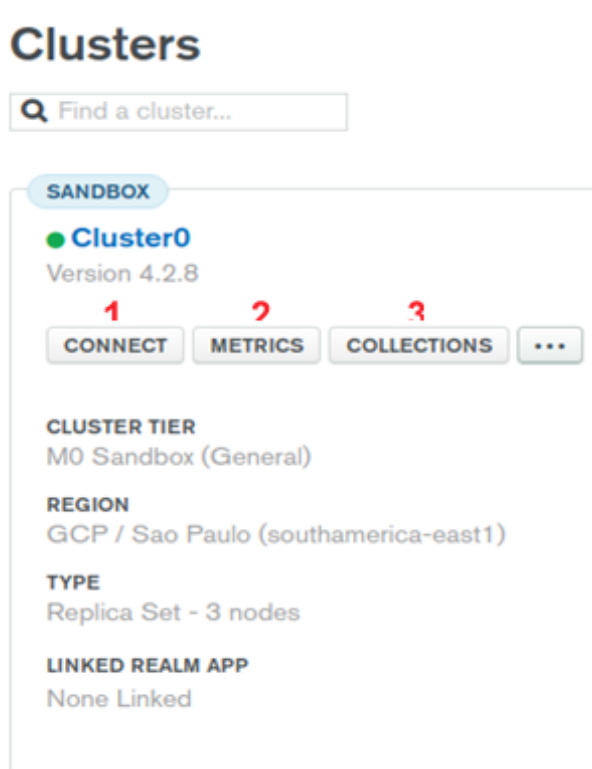 Clusters
Find a cluster...
SANDBOX
Cluster0
Version 4.2.8
1 2 3
CONNECT METRICS COLLECTIONS ...
CLUSTER TIER
M0 Sandbox (General)
REGION
GCP / Sao Paulo (southamerica-east1)
TYPE
Replica Set - 3 nodes
LINKED REALM APP
None Linked